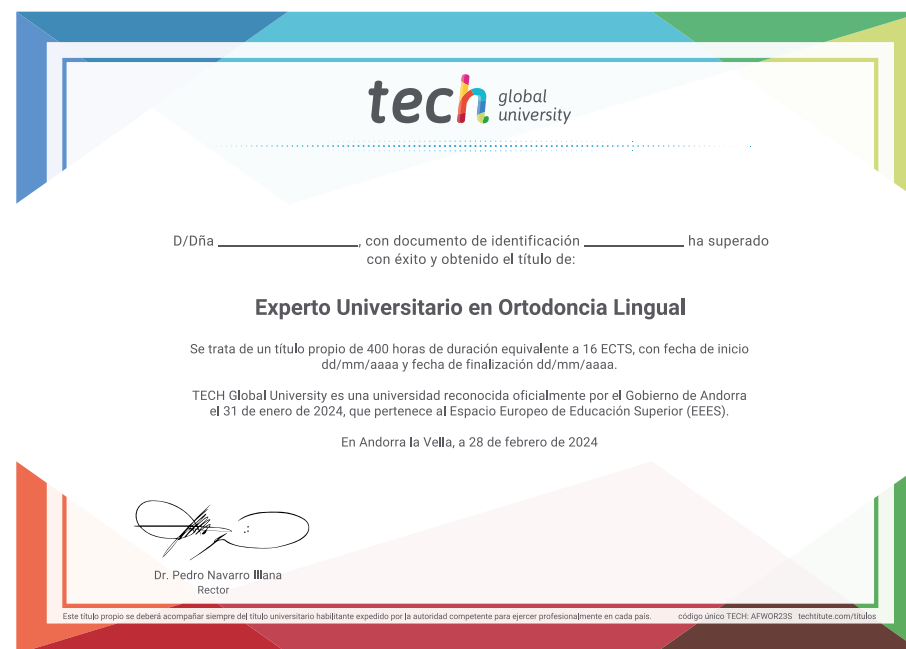 tech global university
D/Dña ____________________, con documento de identificación ______________ ha superado
con éxito y obtenido el título de:
Experto Universitario en Ortodoncia Lingual
Se trata de un título propio de 400 horas de duración equivalente a 16 ECTS, con fecha de inicio
dd/mm/aaaa y fecha de finalización dd/mm/aaaa.
TECH Global University es una universidad reconocida oficialmente por el Gobierno de Andorra
el 31 de enero de 2024, que pertenece al Espacio Europeo de Educación Superior (EEES).
En Andorra la Vella, a 28 de febrero de 2024
Dr. Pedro Navarro Illana
Rector
Este título propio se deberá acompañar siempre del título universitario habilitante expedido por la autoridad competente para ejercer profesionalmente en cada país. código único TECH: AFWOR23S techtitute.com/titulos